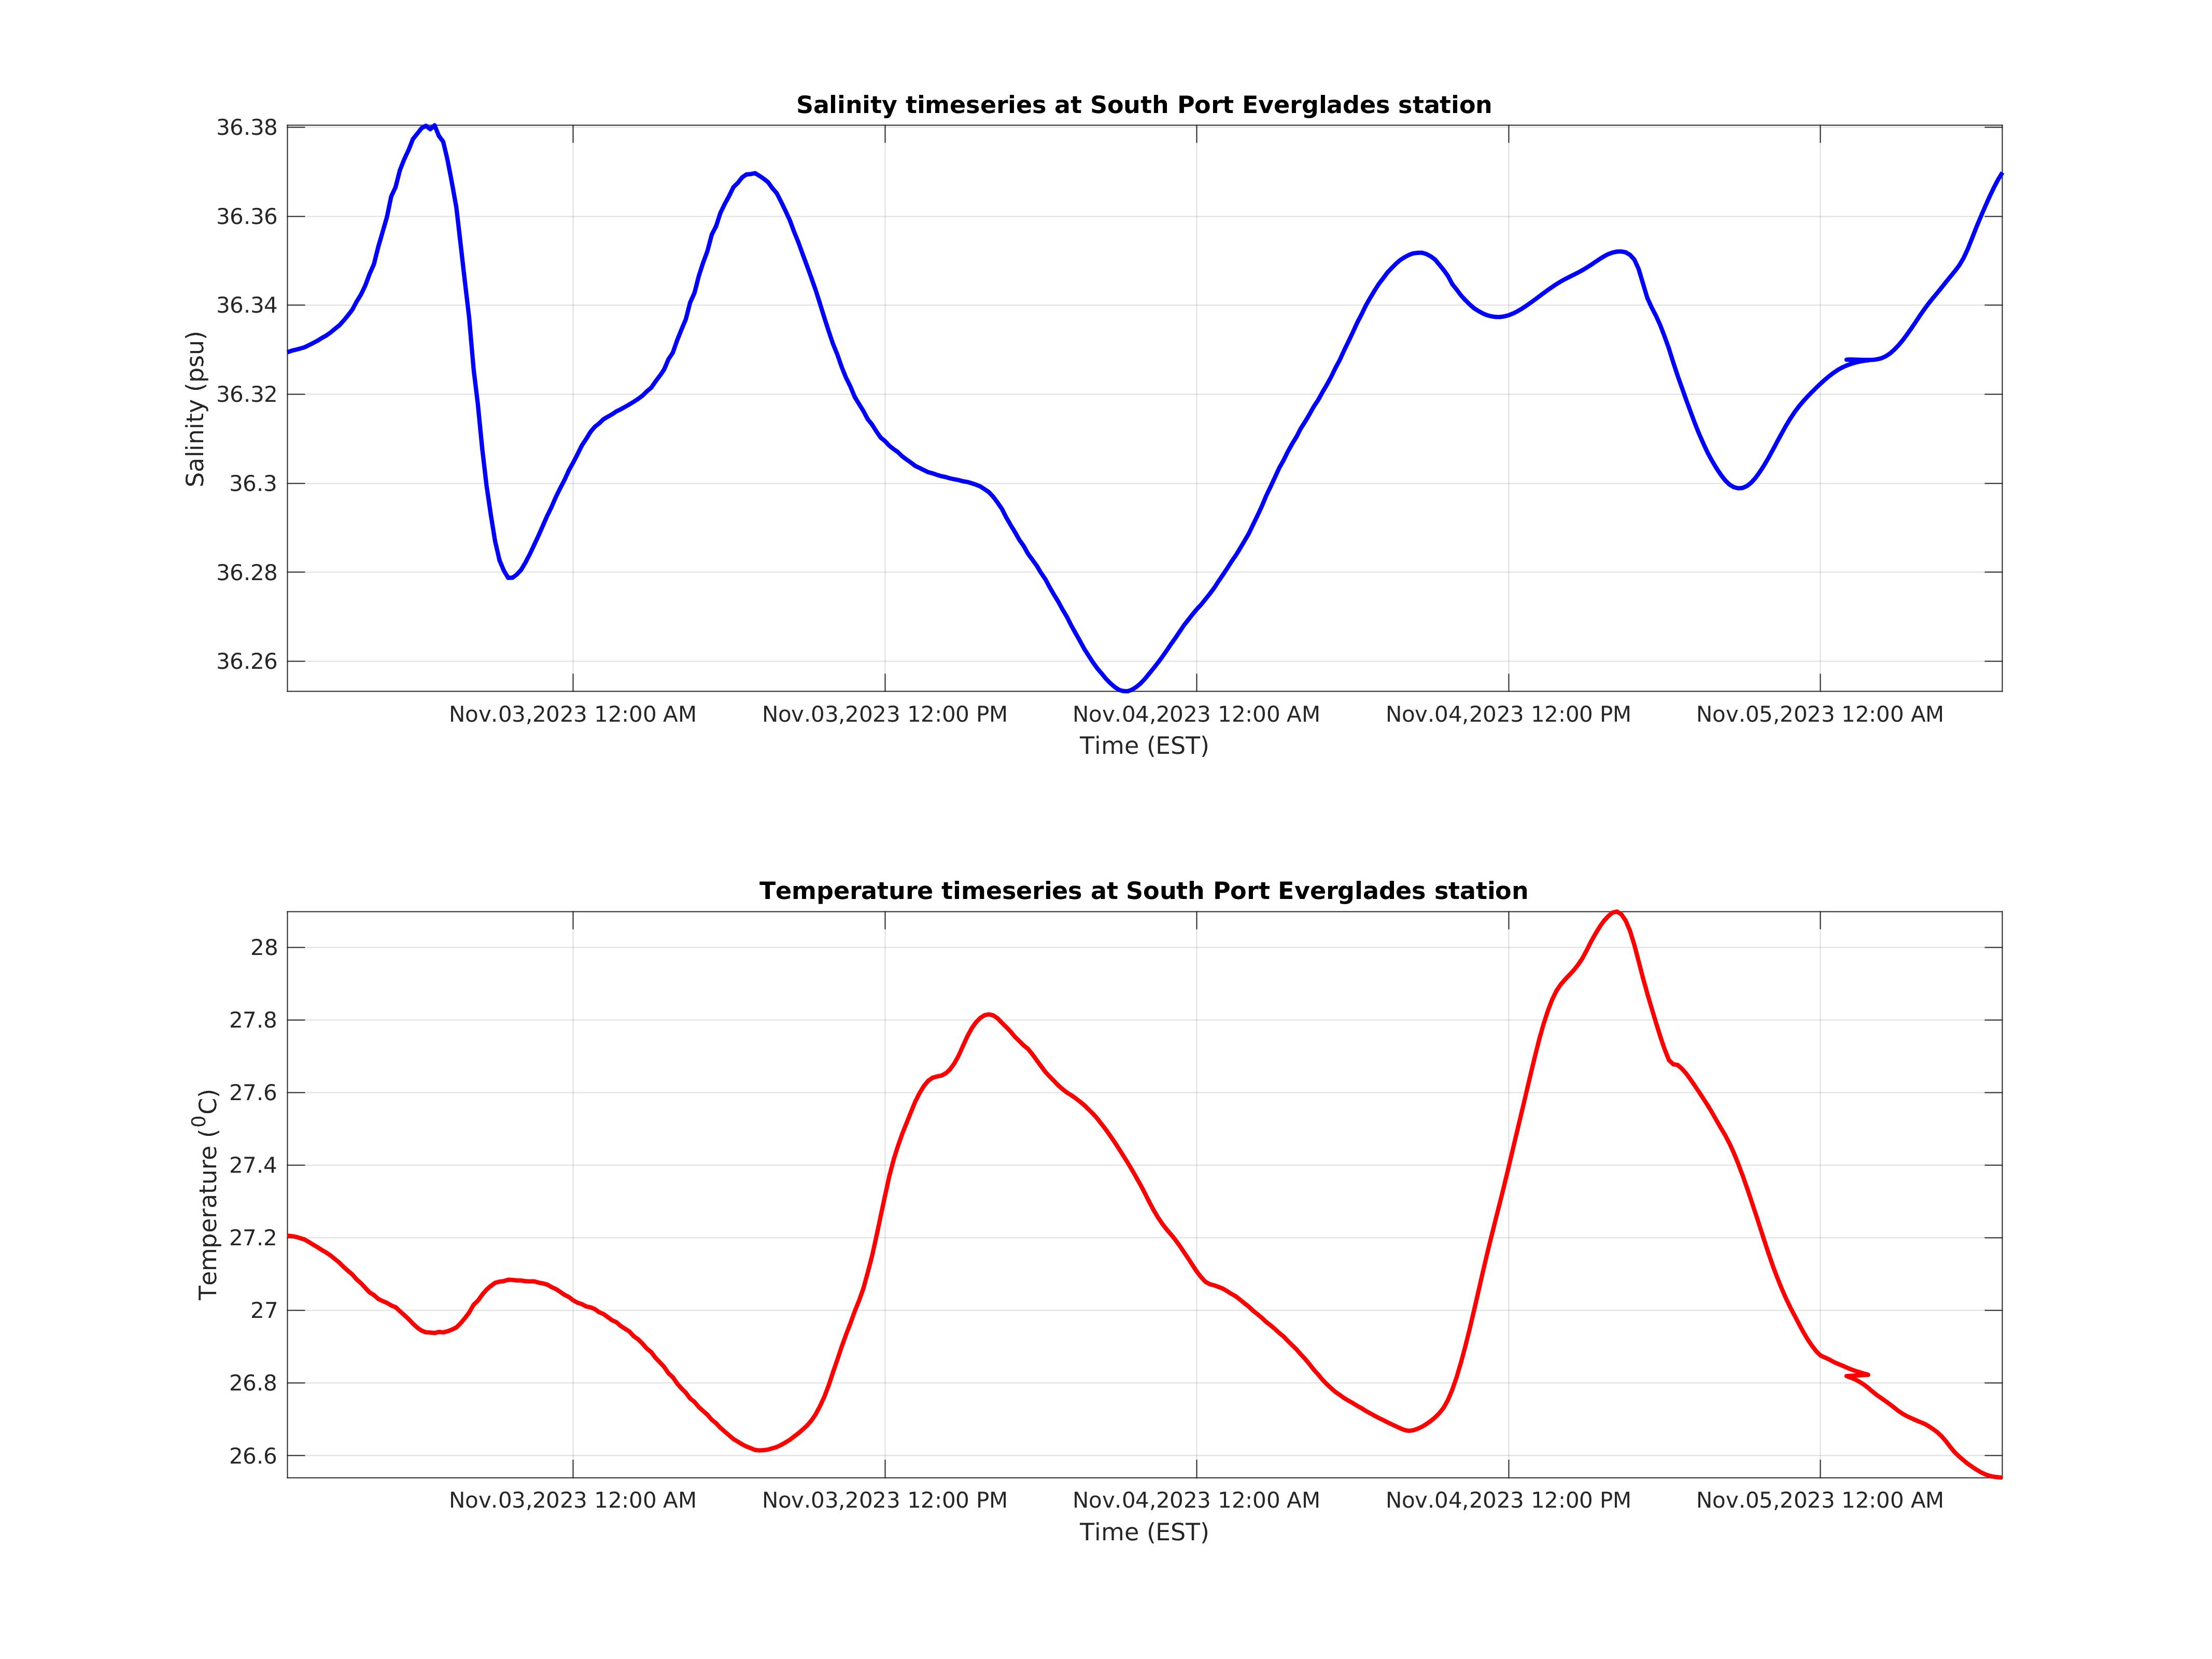 Salinity timeseries at South Port Everglades station
36.38
36.36
36.34
36.32
36.3
36.28
36.26
Salinity (psu)
Nov.03,2023 12:00 AM Nov.03,2023 12:00 PM Nov.04,2023 12:00 AM Nov.04,2023 12:00 PM Nov.05,2023 12:00 AM
Time (EST)
Temperature timeseries at South Port Everglades station
28
27.8
27.6
27.4
27.2
27
26.8
26.6
Temperature (⁰C)
Nov.03,2023 12:00 AM Nov.03,2023 12:00 PM Nov.04,2023 12:00 AM Nov.04,2023 12:00 PM Nov.05,2023 12:00 AM
Time (EST)